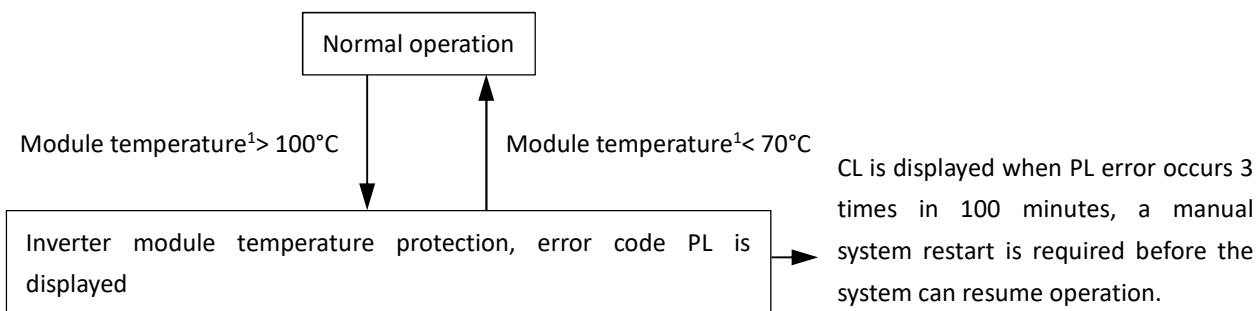 Normal operation
Module temperature¹> 100°C
Module temperature¹< 70°C
CL is displayed when PL error occurs 3
times in 100 minutes, a manual
system restart is required before the
system can resume operation.
Inverter module temperature protection, error code PL is
displayed